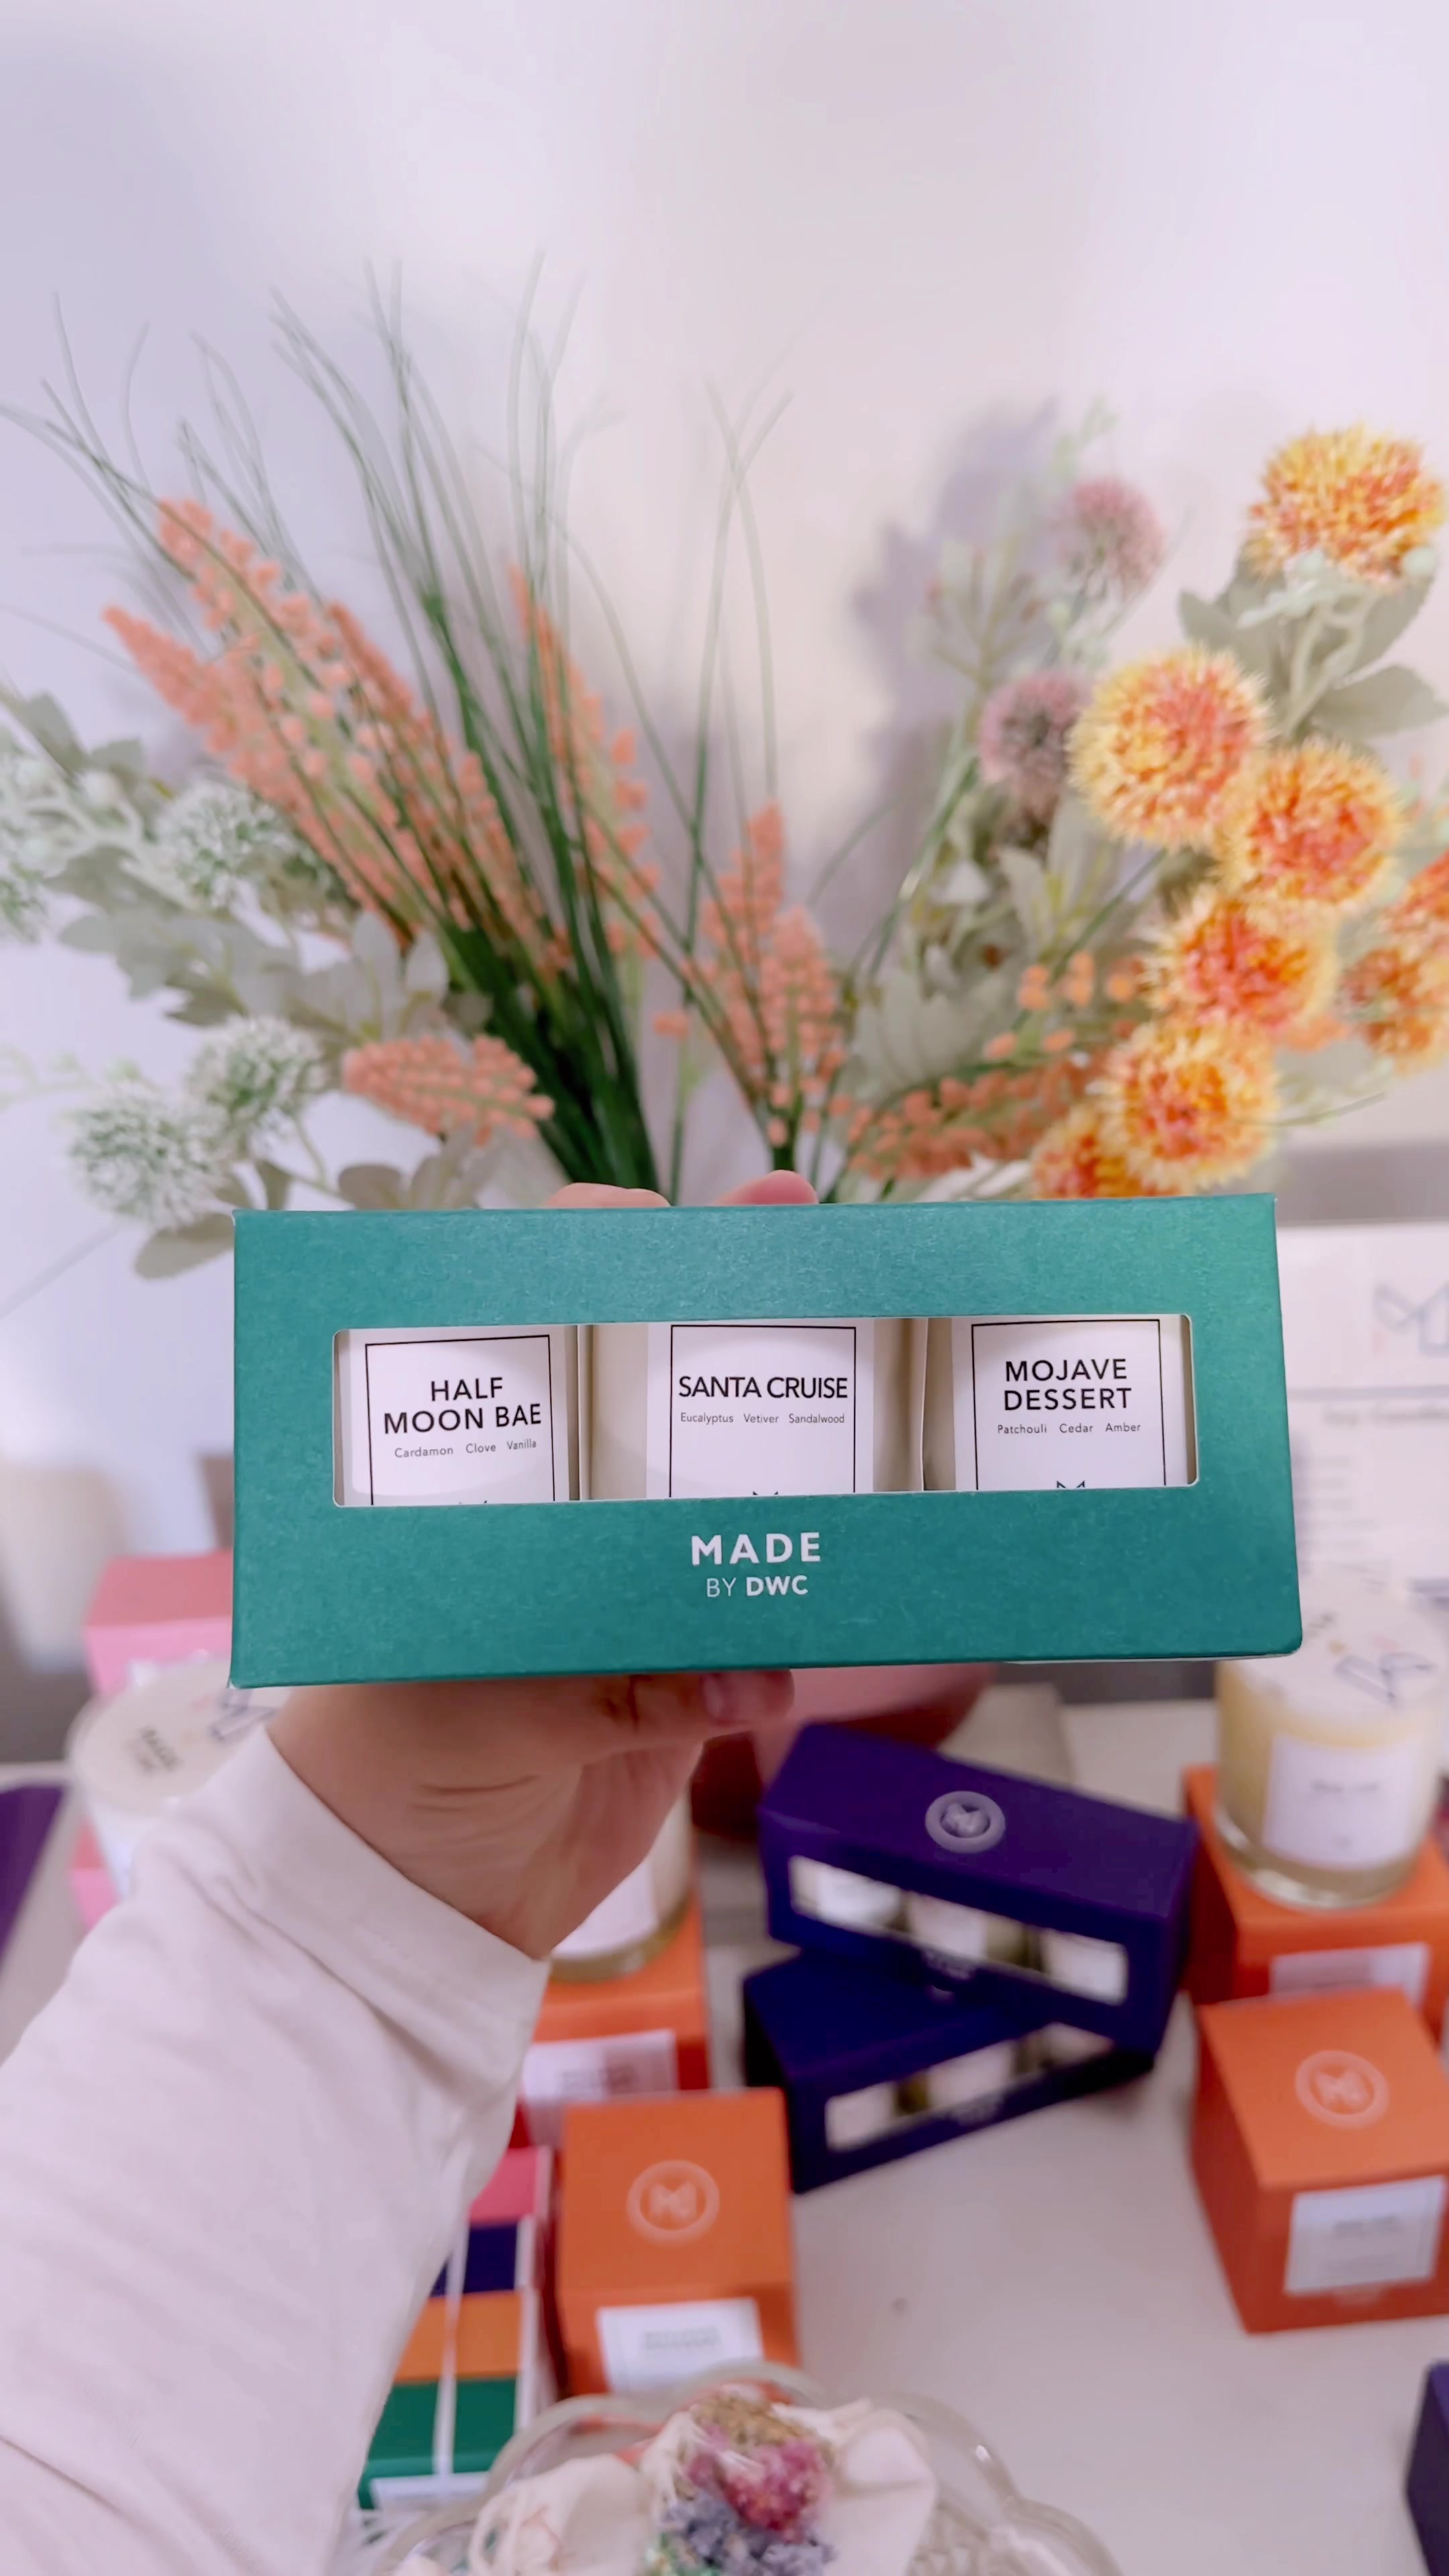 HALF
MOON BAE
Cardamon Clove Vanilla
SANTA CRUISE
Eucalyptus Vetiver Sandalwood
MOJAVE
DESSERT
Patchouli Cedar Amber
MADE
BY DWC
MADE